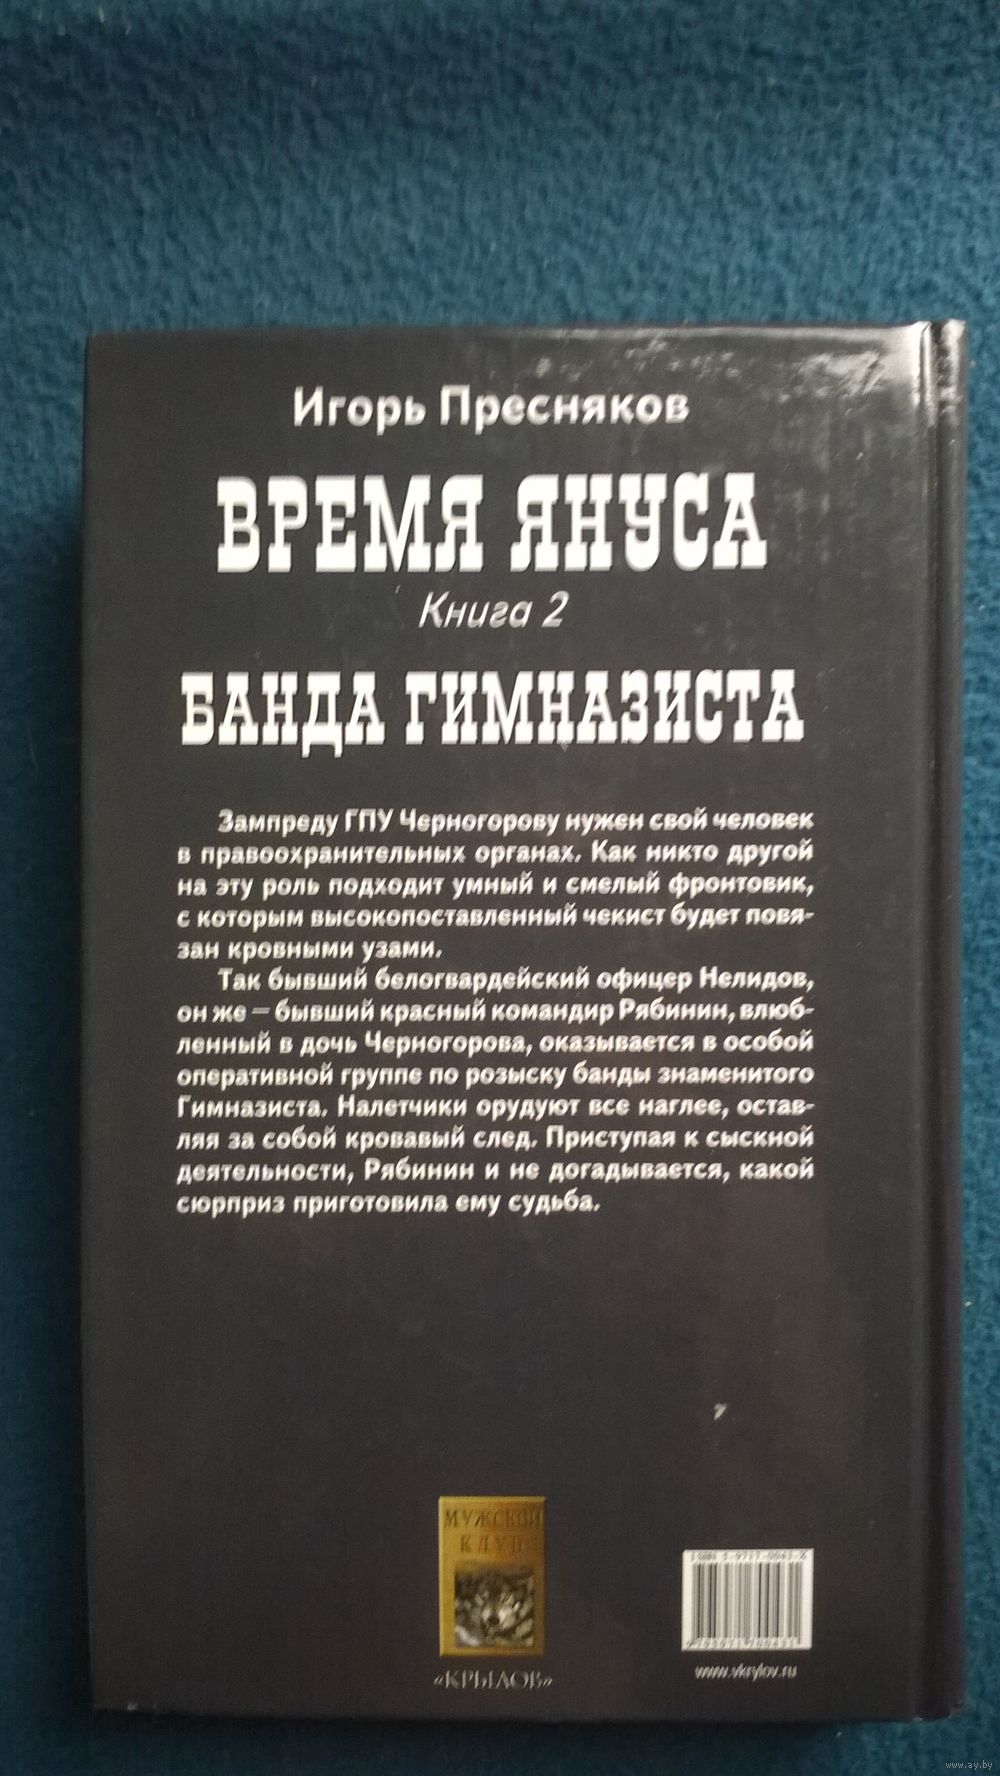 Игорь Пресняков
ВРЕМЯ ЯНУСА
Книга 2
БАНДА ГИМНАЗИСТА
Зампреду ГПУ Черногорову нужен свой человек
в правоохранительных органах. Как никто другой
на эту роль подходит умный и смелый фронтовик,
с которым высокопоставленный чекист будет повя-
зан кровными узами.
Так бывший белогвардейский офицер Нелидов,
он же — бывший красный командир Рябинин, влюб-
ленный в дочь Черногорова, оказывается в особой
оперативной группе по розыску банды знаменитого
Гимназиста. Налетчики орудуют все наглее, остав-
ляя за собой кровавый след. Приступая к сыскной
деятельности, Рябинин и не догадывается, какой
сюрприз приготовила ему судьба.
МУЖСКОЙ
КЛУБ
«КРЫЛОВ»
ISBN
www.vkrylov.ru
www.ay.by